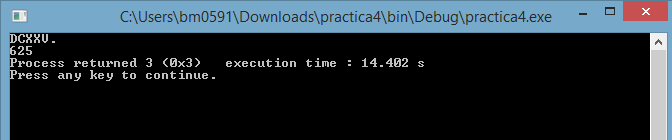 C:\Users\bm0591\Downloads\practica4\bin\Debug\practica4.exe
DCXXV.
625
Process returned 3 (0x3)   execution time : 14.402 s
Press any key to continue.